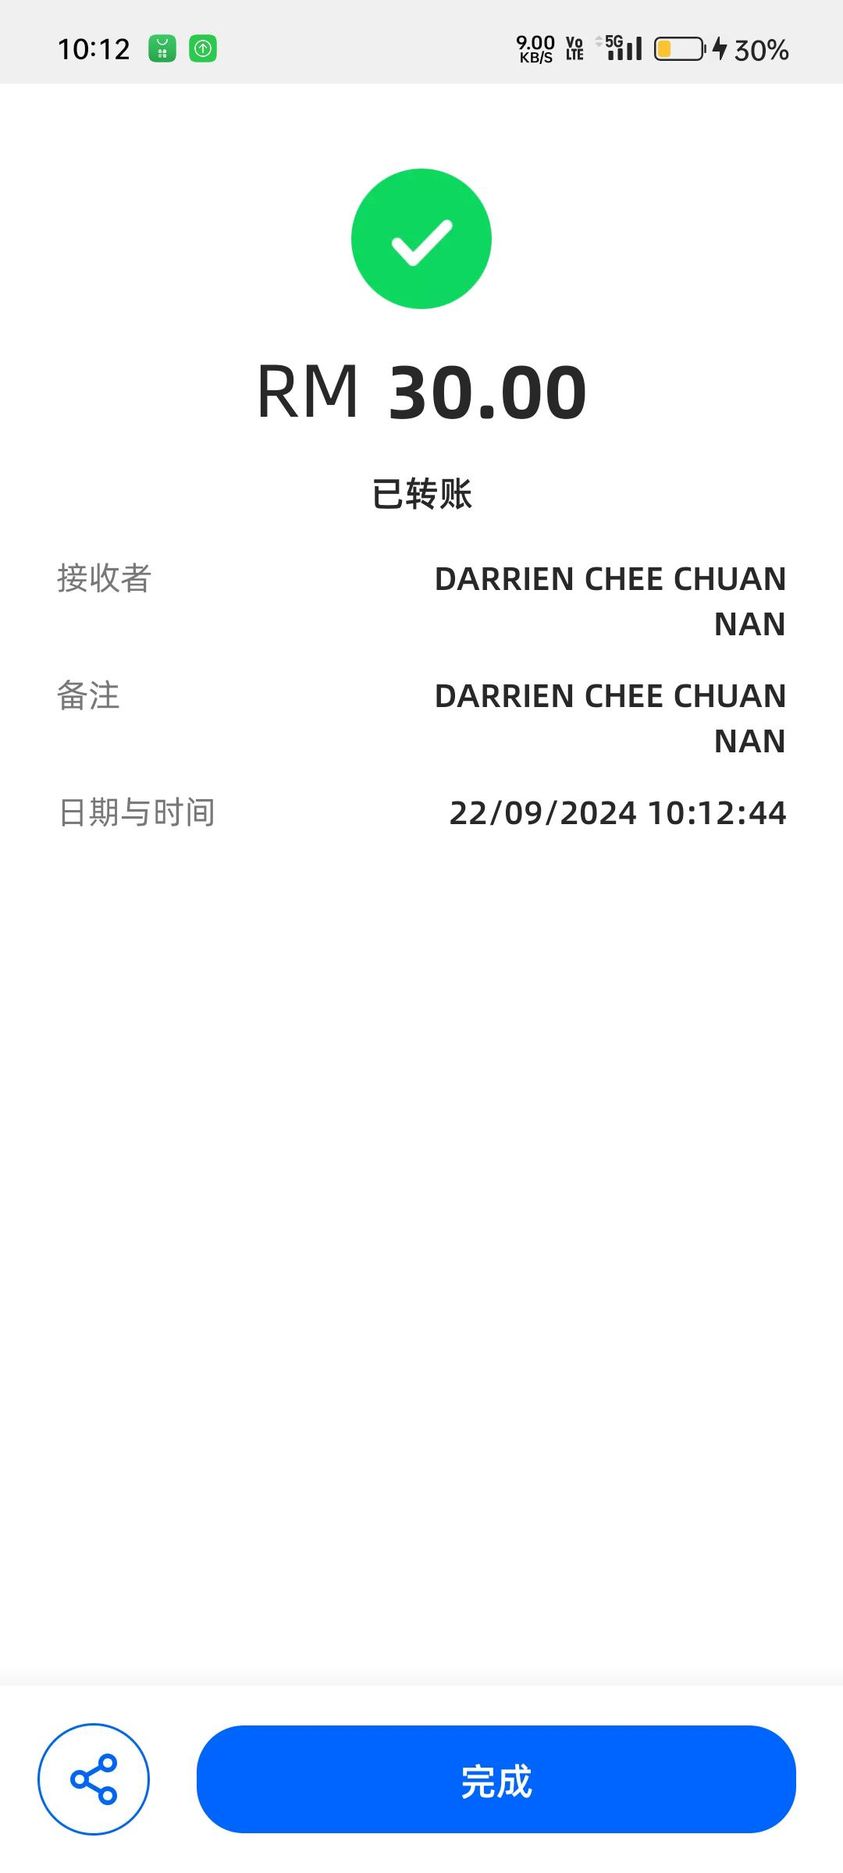 10:12
9.00 KB/S Vo LTE 5G 30%
RM 30.00
已转账
接收者 DARRIEN CHEE CHUAN
NAN
备注 DARRIEN CHEE CHUAN
NAN
日期与时间 22/09/2024 10:12:44
完成